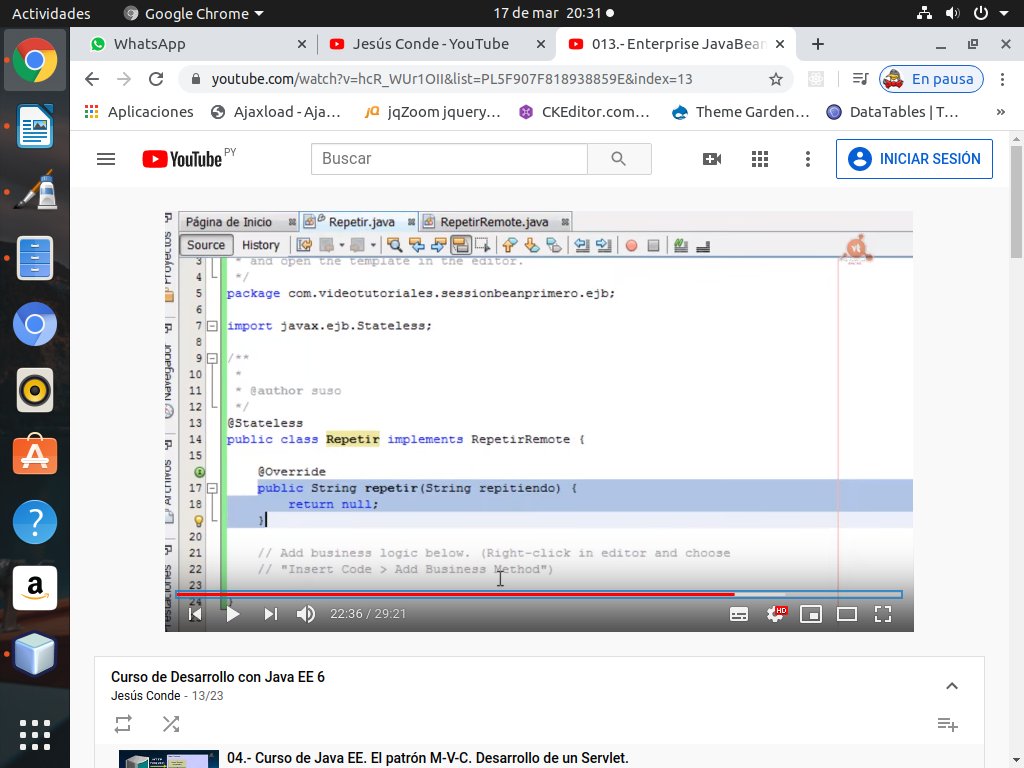 Actividades
Google Chrome
17 de mar 20:31
WhatsApp
Jesús Conde - YouTube
013.- Enterprise JavaBean
youtube.com/watch?v=hcR_WUr1OII&list=PL5F907F818938859E&index=13
En pausa
Aplicaciones
Ajaxload - Aja...
jqZoom jquery...
CKEditor.com...
Theme Garden...
DataTables | T...
»
YouTube PY
Buscar
INICIAR SESIÓN
Página de Inicio
Repetir.java
RepetirRemote.java
Source
History
3 * and open the template in the editor.
4 */
5 package com.videotutoriales.sessionbeanprimero.ejb;
6
7 import javax.ejb.Stateless;
8
9 /**
10 *
11 * @author suso
12 */
13 @Stateless
14 public class Repetir implements RepetirRemote {
15
@Override
17 public String repetir(String repitiendo) {
18 return null;
}
20
21 // Add business logic below. (Right-click in editor and choose
22 // "Insert Code > Add Business Method")
23
24 }
Proyectos
Navegador
Archivos
Prestaciones
22:36 / 29:21
HD
Curso de Desarrollo con Java EE 6
Jesús Conde - 13/23
04.- Curso de Java EE. El patrón M-V-C. Desarrollo de un Servlet.